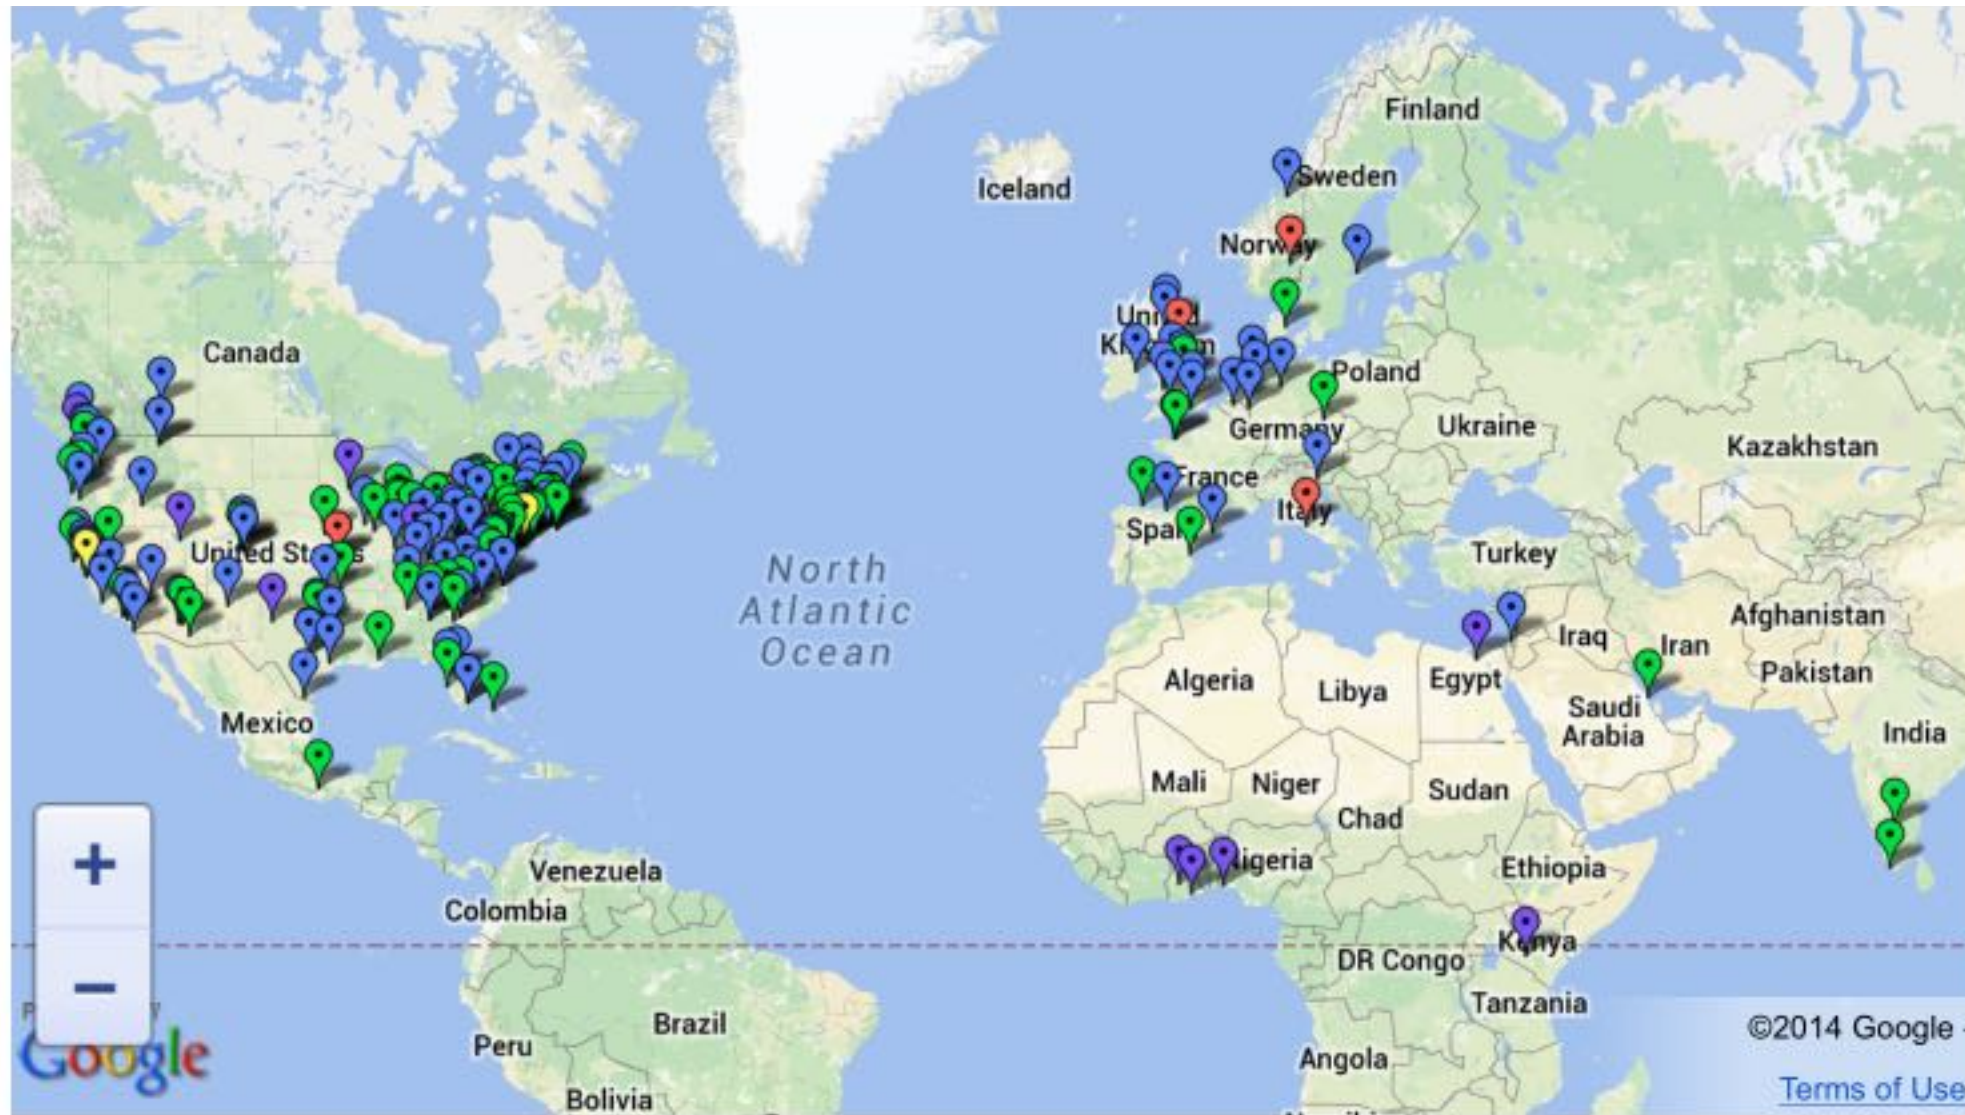 Finland
Iceland
Sweden
Norway
United
Kingdom
Canada
Poland
Germany
Ukraine
Kazakhstan
France
Italy
Spain
United States
Turkey
North
Atlantic
Ocean
Afghanistan
Iraq
Iran
Pakistan
Algeria
Libya
Egypt
Saudi
Arabia
Mexico
India
Mali
Niger
Sudan
Chad
Venezuela
Nigeria
Ethiopia
Colombia
Kenya
DR Congo
Tanzania
Brazil
Peru
Angola
Bolivia
+
−
Google
©2014 Google -
Terms of Use